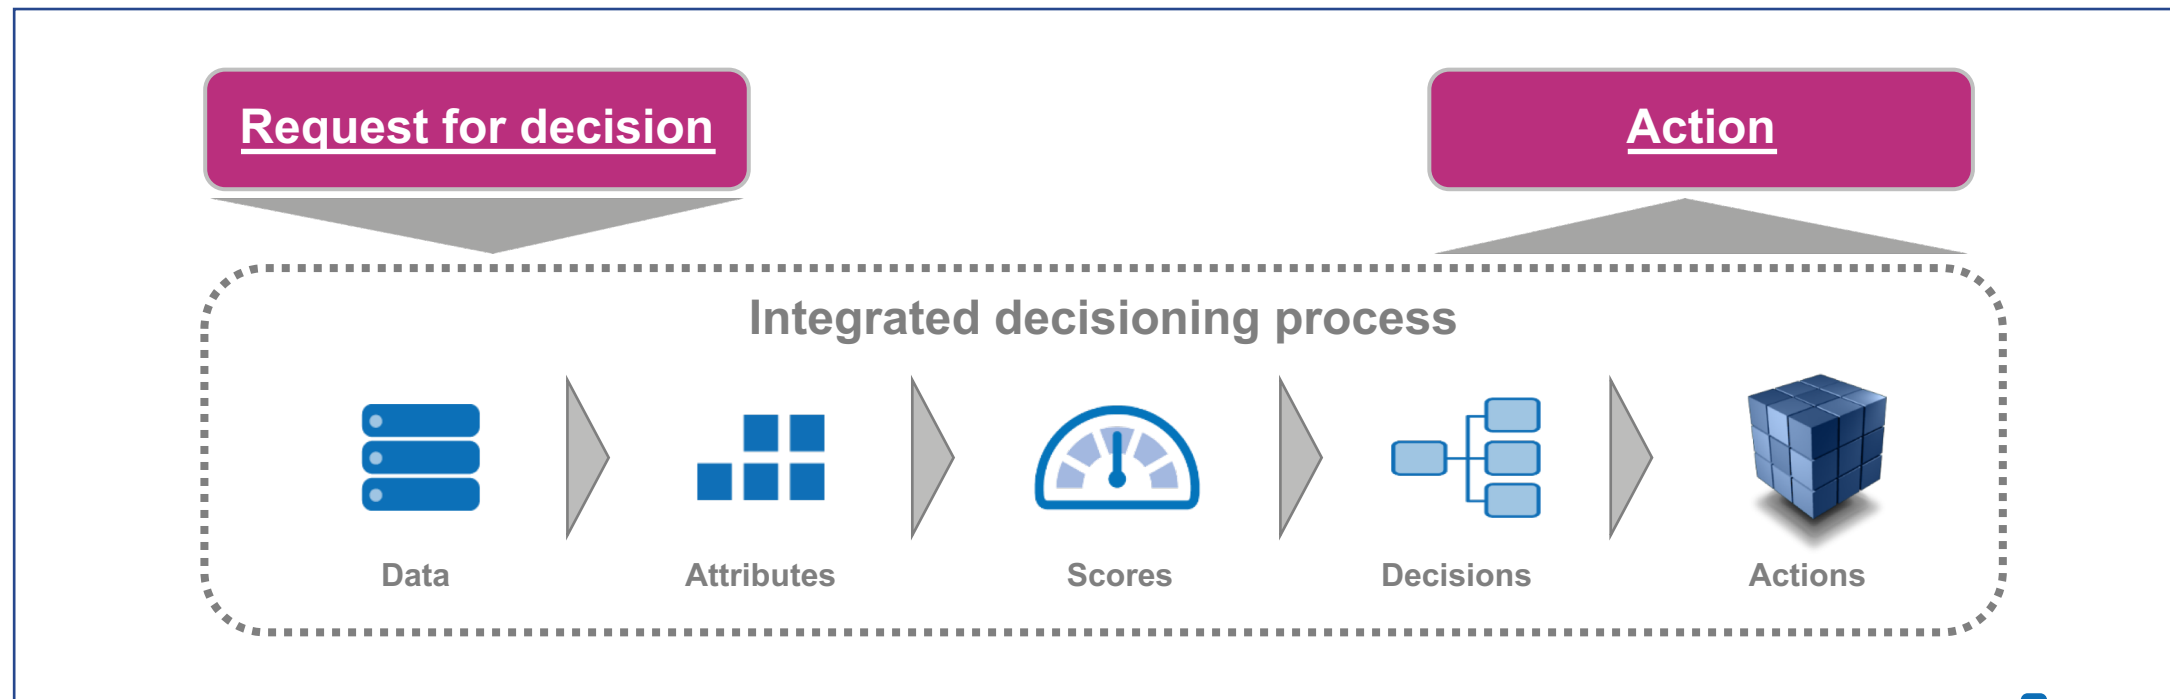 Request for decision
Action
Integrated decisioning process
Data
Attributes
Scores
Decisions
Actions